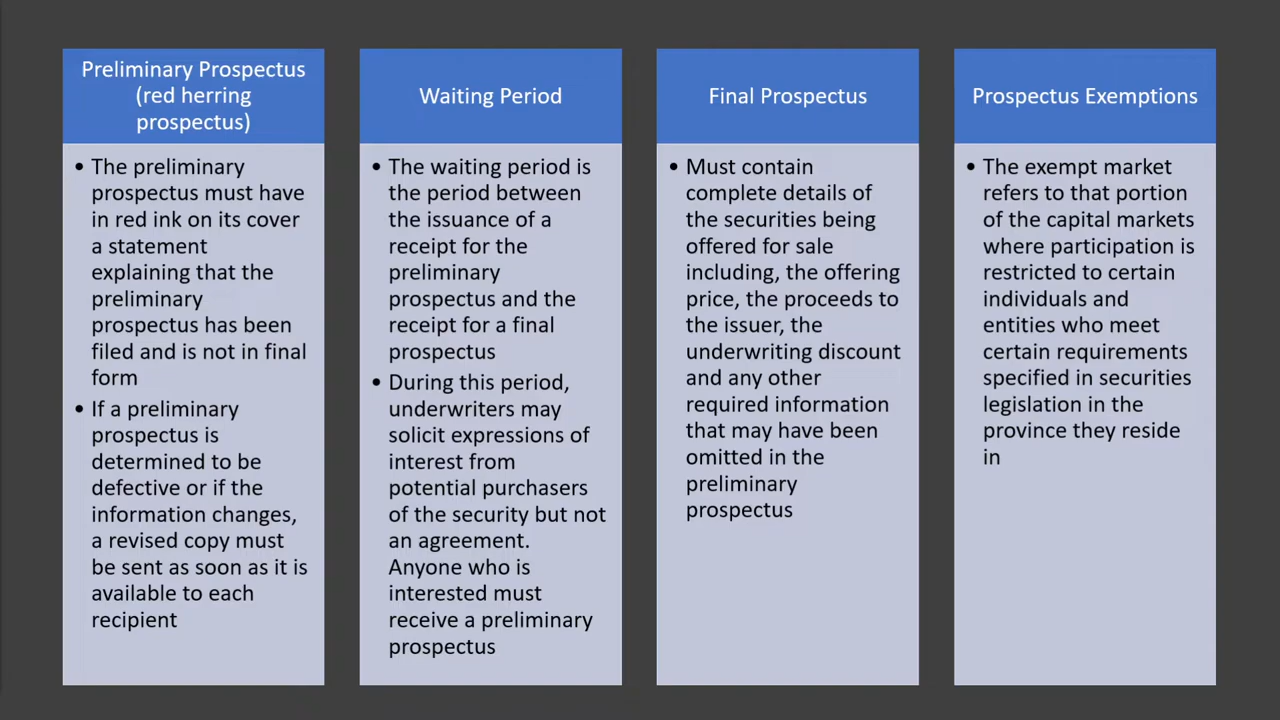 Preliminary Prospectus
(red herring
prospectus)
• The preliminary
prospectus must have
in red ink on its cover
a statement
explaining that the
preliminary
prospectus has been
filed and is not in final
form
• If a preliminary
prospectus is
determined to be
defective or if the
information changes,
a revised copy must
be sent as soon as it is
available to each
recipient
Waiting Period
• The waiting period is
the period between
the issuance of a
receipt for the
preliminary
prospectus and the
receipt for a final
prospectus
• During this period,
underwriters may
solicit expressions of
interest from
potential purchasers
of the security but not
an agreement.
Anyone who is
interested must
receive a preliminary
prospectus
Final Prospectus
• Must contain
complete details of
the securities being
offered for sale
including, the offering
price, the proceeds to
the issuer, the
underwriting discount
and any other
required information
that may have been
omitted in the
preliminary
prospectus
Prospectus Exemptions
• The exempt market
refers to that portion
of the capital markets
where participation is
restricted to certain
individuals and
entities who meet
certain requirements
specified in securities
legislation in the
province they reside
in